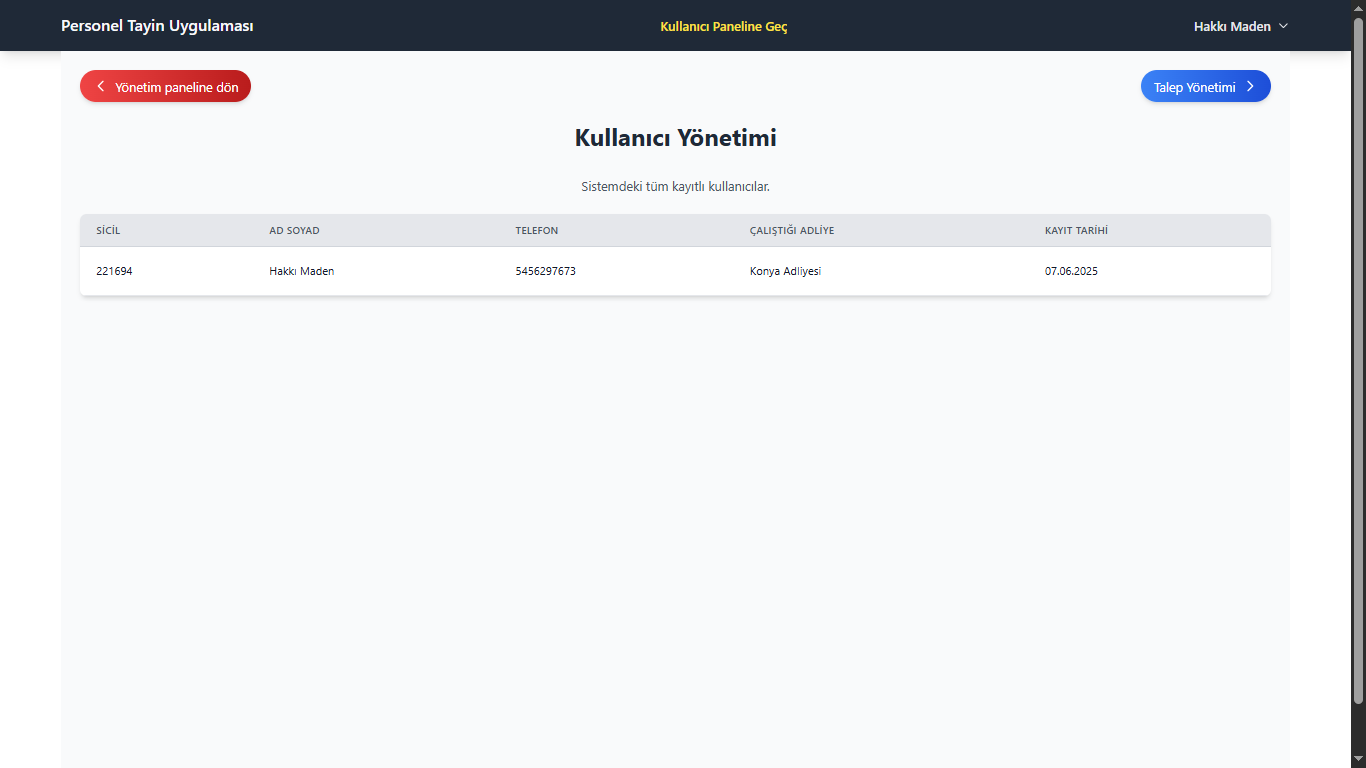 Personel Tayin Uygulaması
Kullanıcı Paneline Geç
Hakkı Maden
Yönetim paneline dön
Talep Yönetimi
Kullanıcı Yönetimi
Sistemdeki tüm kayıtlı kullanıcılar.
SİCİL AD SOYAD TELEFON ÇALIŞTIĞI ADLİYE KAYIT TARİHİ
221694 Hakkı Maden 5456297673 Konya Adliyesi 07.06.2025